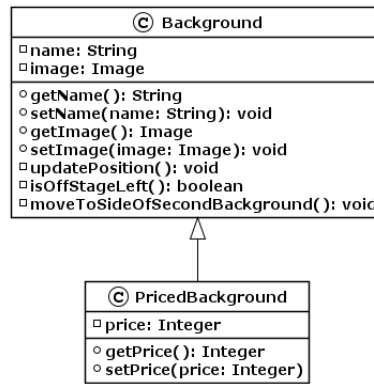 C Background
name: String
image: Image
getName(): String
setName(name: String): void
getImage(): Image
setImage(image: Image): void
updatePosition(): void
isOffStageLeft(): boolean
moveToSideOfSecondBackground(): void
C PricedBackground
price: Integer
getPrice(): Integer
setPrice(price: Integer)